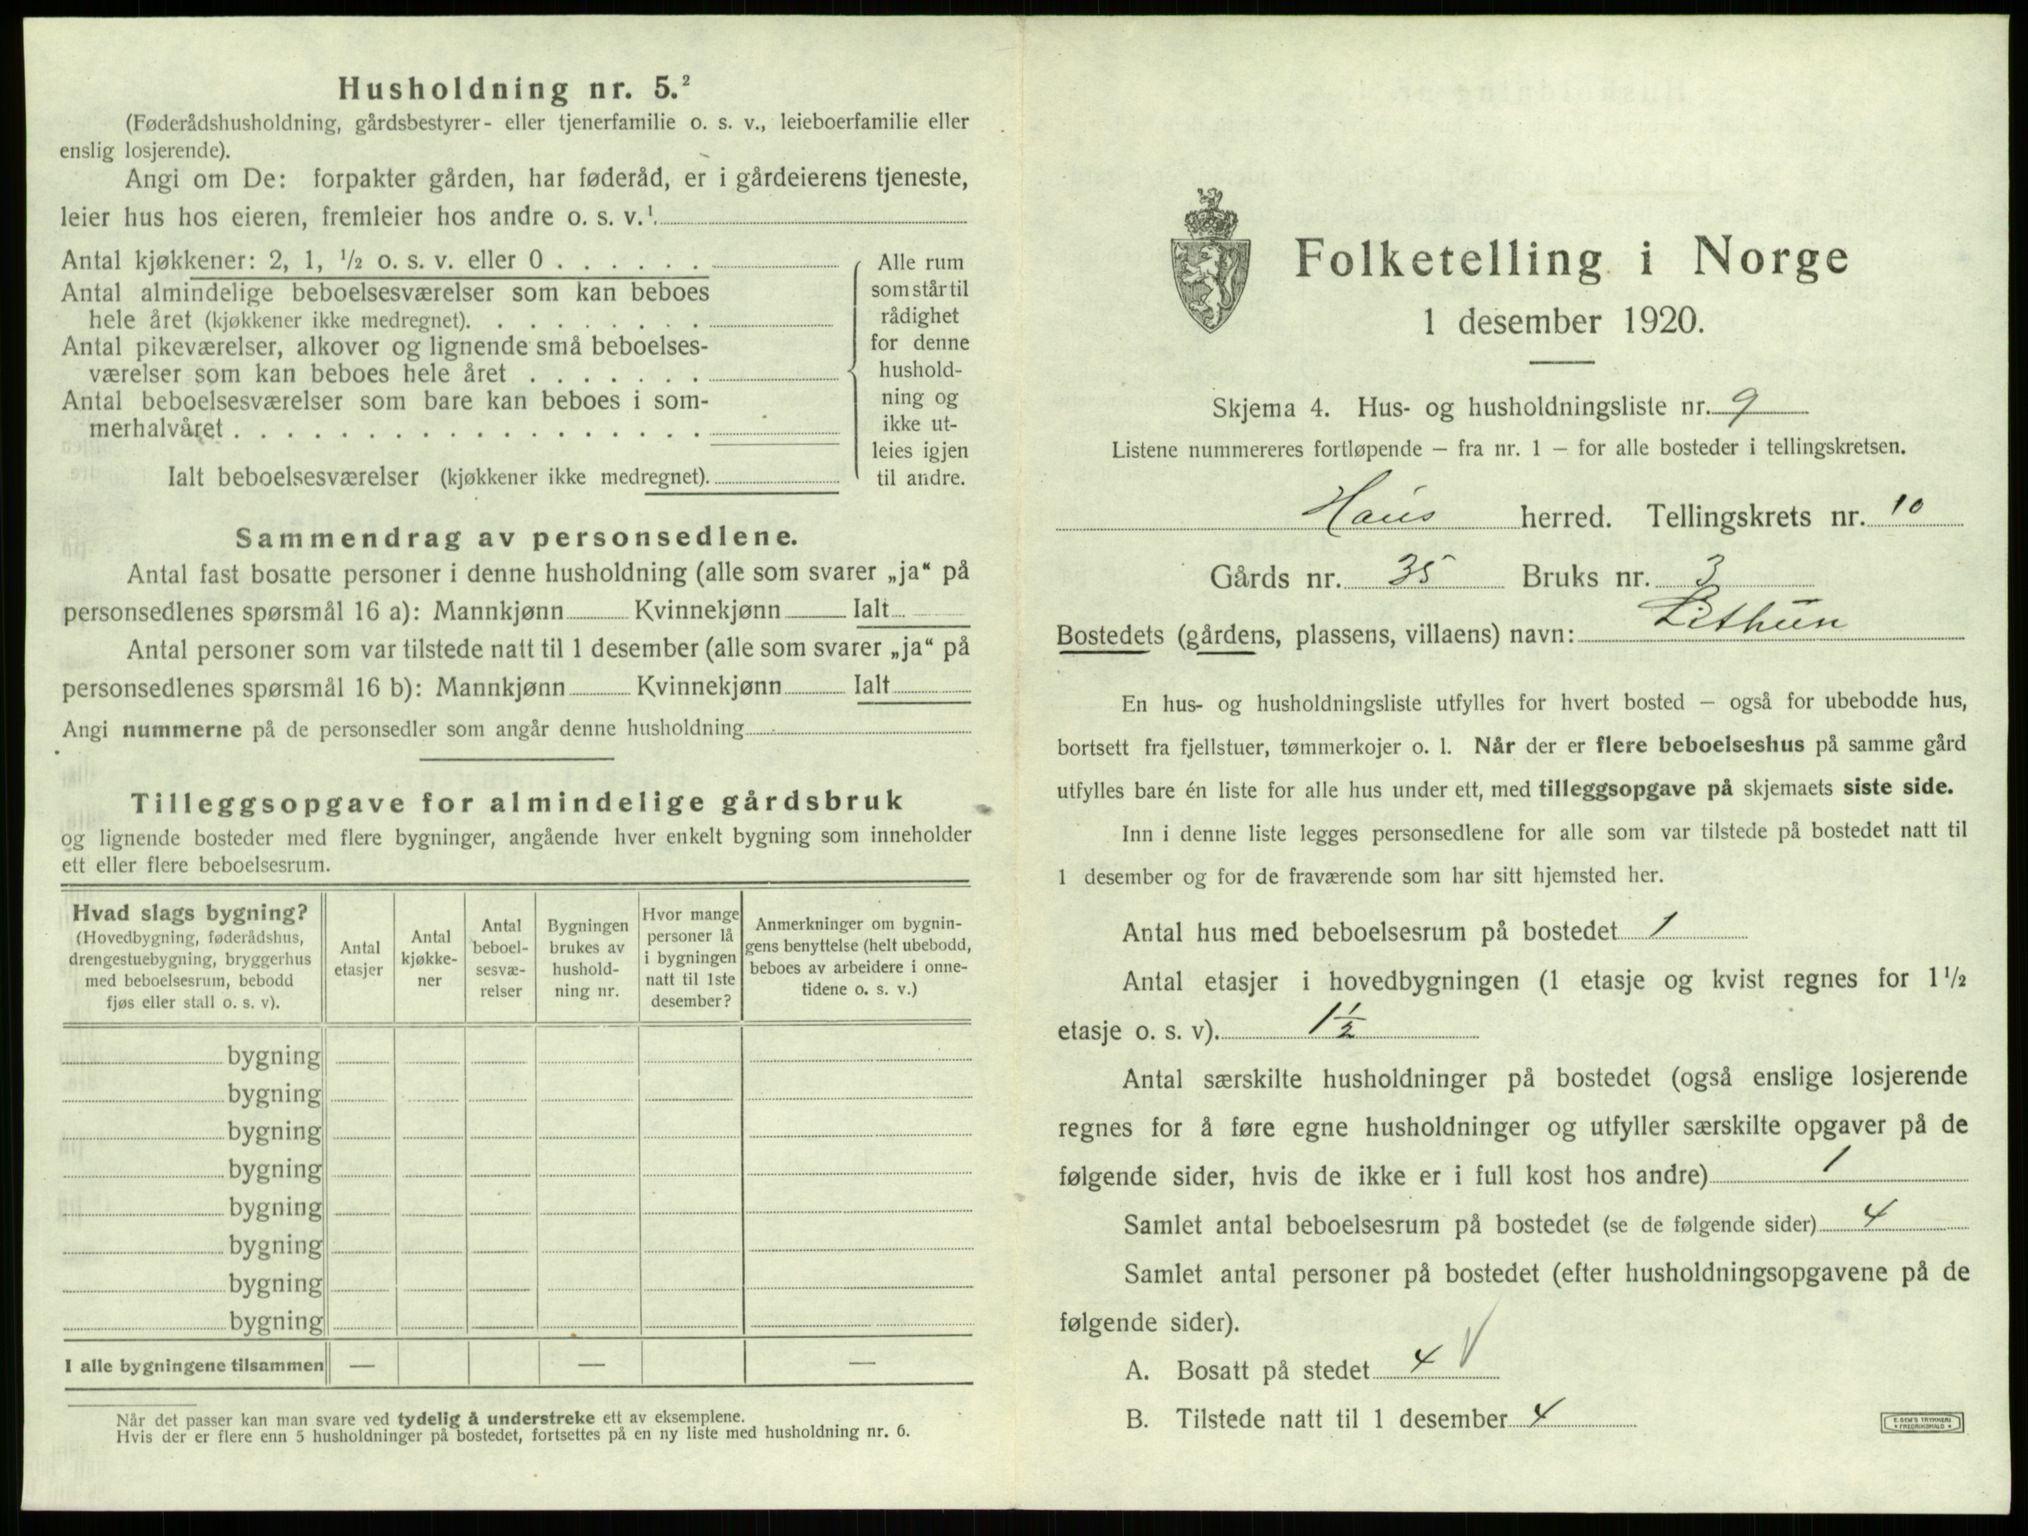 Husholdning nr. 5.²
(Føderådshusholdning, gårdsbestyrer- eller tjenerfamilie o. s. v., leieboerfamilie eller
enslig losjerende).
Angi om De: forpakter gården, har føderåd, er i gårdeierens tjeneste,
leier hus hos eieren, fremleier hos andre o. s. v.¹
Antal kjøkkener: 2, 1, ½ o. s. v. eller 0 . . . . . .
Antal almindelige beboelsesværelser som kan beboes
hele året (kjøkkener ikke medregnet). . . . . . . . .
Antal pikeværelser, alkover og lignende små beboelses-
værelser som kan beboes hele året . . . . . . .
Antal beboelsesværelser som bare kan beboes i som-
merhalvåret . . . . . . . . . . . . . . . . . .
Ialt beboelsesværelser (kjøkkener ikke medregnet).
Alle rum
som står til
rådighet
for denne
hushold-
ning og
ikke ut-
leies igjen
til andre.
Sammendrag av personsedlene.
Antal fast bosatte personer i denne husholdning (alle som svarer „ja“ på
personsedlenes spørsmål 16 a): Mannkjønn Kvinnekjønn Ialt
Antal personer som var tilstede natt til 1 desember (alle som svarer „ja“ på
personsedlenes spørsmål 16 b): Mannkjønn Kvinnekjønn Ialt
Angi nummerne på de personsedler som angår denne husholdning
Tilleggsopgave for almindelige gårdsbruk
og lignende bosteder med flere bygninger, angående hver enkelt bygning som inneholder
ett eller flere beboelsesrum.
Hvad slags bygning?
(Hovedbygning, føderådshus,
drengestuebygning, bryggerhus
med beboelsesrum, bebodd
fjøs eller stall o. s. v).
Antal
etasjer
Antal
kjøkke-
ner
Antal
beboel-
sesvæ-
relser
Bygningen
brukes av
hushold-
ning nr.
Hvor mange
personer lå
i bygningen
natt til 1ste
desember?
Anmerkninger om bygnin-
gens benyttelse (helt ubebodd,
beboes av arbeidere i onne-
tidene o. s. v.)
bygning
bygning
bygning
bygning
bygning
bygning
bygning
bygning
I alle bygningene tilsammen — — —
Når det passer kan man svare ved tydelig å understreke ett av eksemplene.
Hvis der er flere enn 5 husholdninger på bostedet, fortsettes på en ny liste med husholdning nr. 6.
Folketelling i Norge
1 desember 1920.
Skjema 4. Hus- og husholdningsliste nr. 9
Listene nummereres fortløpende – fra nr. 1 – for alle bosteder i tellingskretsen.
Haus herred. Tellingskrets nr. 10
Gårds nr. 35 Bruks nr. 3
Bostedets (gårdens, plassens, villaens) navn: Lethun
En hus- og husholdningsliste utfylles for hvert bosted – også for ubebodde hus,
bortsett fra fjellstuer, tømmerkojer o. l. Når der er flere beboelseshus på samme gård
utfylles bare én liste for alle hus under ett, med tilleggsopgave på skjemaets siste side.
Inn i denne liste legges personsedlene for alle som var tilstede på bostedet natt til
1 desember og for de fraværende som har sitt hjemsted her.
Antal hus med beboelsesrum på bostedet 1
Antal etasjer i hovedbygningen (1 etasje og kvist regnes for 1 ½
etasje o. s. v). 1½
Antal særskilte husholdninger på bostedet (også enslige losjerende
regnes for å føre egne husholdninger og utfyller særskilte opgaver på de
følgende sider, hvis de ikke er i full kost hos andre) 1
Samlet antal beboelsesrum på bostedet (se de følgende sider) 4
Samlet antal personer på bostedet (efter husholdningsopgavene på de
følgende sider).
A. Bosatt på stedet 4 V
B. Tilstede natt til 1 desember 4
E. SEM'S TRYKKERI
FREDRIKSHALD